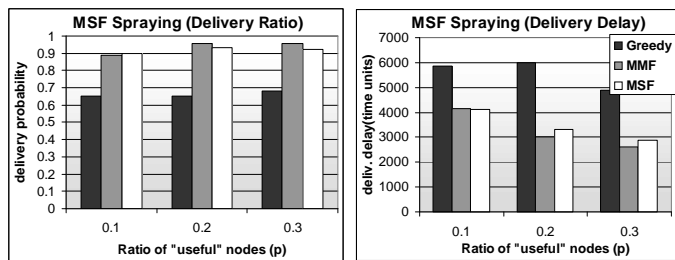 MSF Spraying (Delivery Ratio)
delivery probability
1
0.9
0.8
0.7
0.6
0.5
0.4
0.3
0.2
0.1
0
0.1 0.2 0.3
Ratio of "useful" nodes (p)
MSF Spraying (Delivery Delay)
deliv. delay(time units)
7000
6000
5000
4000
3000
2000
1000
0
Greedy
MMF
MSF
0.1 0.2 0.3
Ratio of "useful" nodes (p)